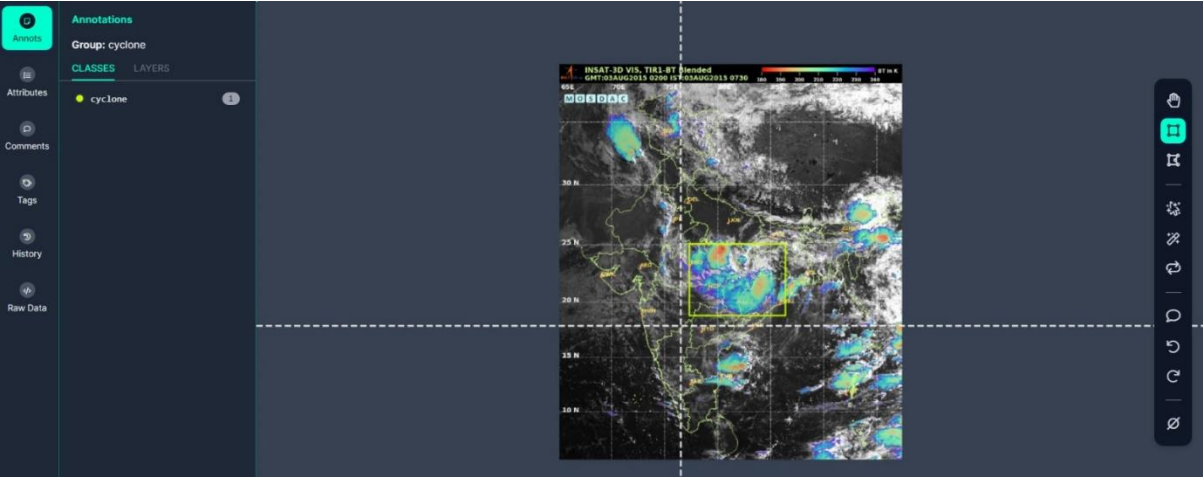 Annots
Attributes
Comments
Tags
History
Raw Data
Annotations
Group: cyclone
CLASSES LAYERS
cyclone 1
INSAT-3D VIS, TIR1-BT Blended
GMT:03AUG2015 0200 IST:03AUG2015 0730
BT in K
65E 70E 75E
MOSDAC
30 N
25 N
20 N
15 N
10 N